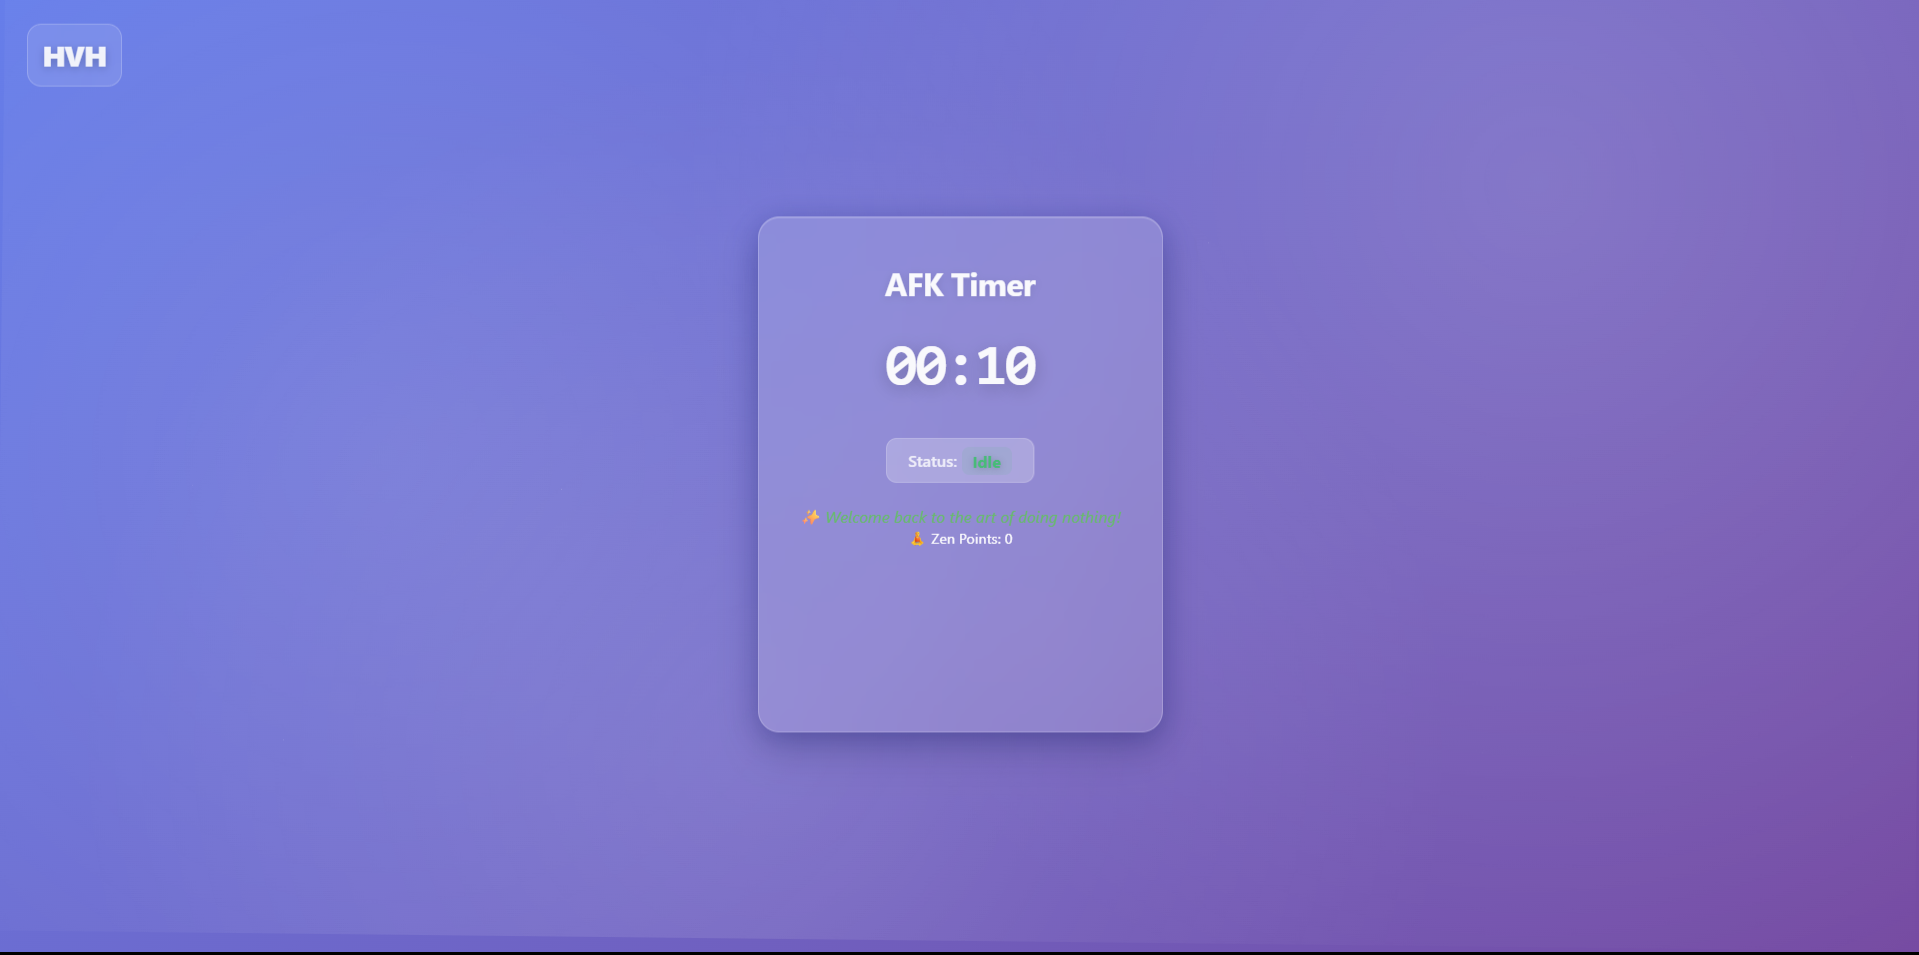 HVH
AFK Timer
00:10
Status: Idle
✨ Welcome back to the art of doing nothing!
🧘 Zen Points: 0